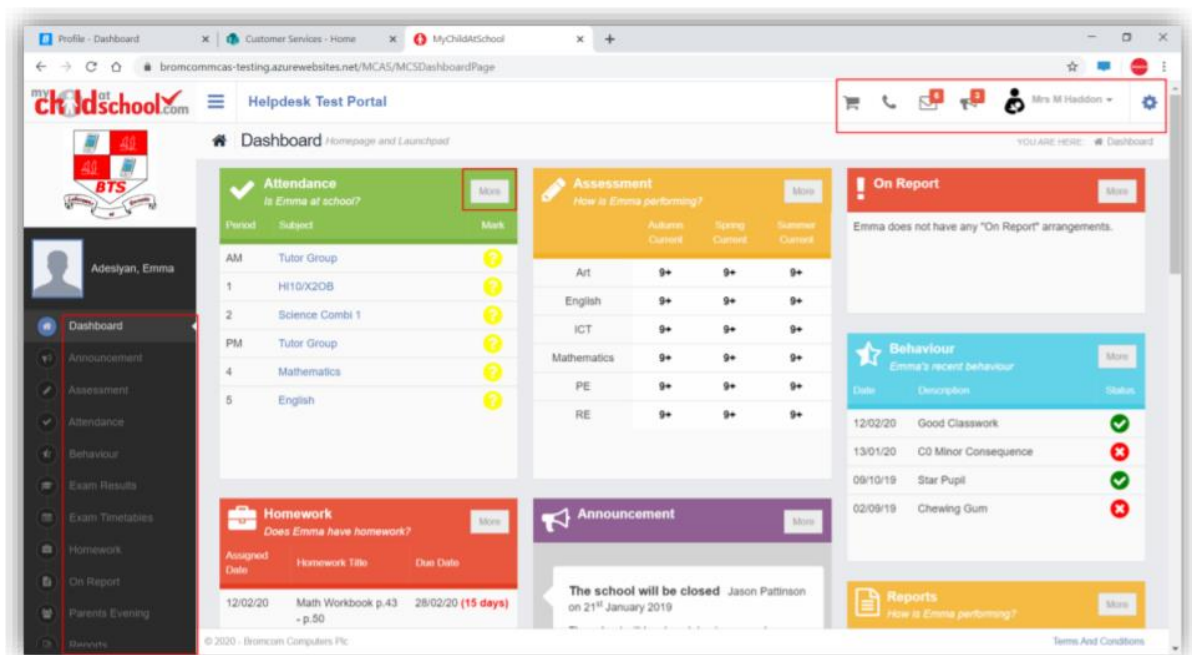 Profile - Dashboard
Customer Services - Home
MyChildAtSchool
bromcommcas-testing.azurewebsites.net/MCAS/MCSDashboardPage
my child at school.com
Helpdesk Test Portal
6
3
Mrs M Haddon
Dashboard Homepage and Launchpad
YOU ARE HERE: Dashboard
BTS
Adesiyan, Emma
Dashboard
Announcement
Assessment
Attendance
Behaviour
Exam Results
Exam Timetables
Homework
On Report
Parents Evening
Reports
Attendance
More
Is Emma at school?
Period Subject Mark
AM Tutor Group ?
1 HI10/X2OB ?
2 Science Combi 1 ?
PM Tutor Group ?
4 Mathematics ?
5 English ?
Assessment
More
How is Emma performing?
Autumn Current Spring Current Summer Current
Art 9+ 9+ 9+
English 9+ 9+ 9+
ICT 9+ 9+ 9+
Mathematics 9+ 9+ 9+
PE 9+ 9+ 9+
RE 9+ 9+ 9+
On Report
More
Emma does not have any "On Report" arrangements.
Behaviour
More
Emma's recent behaviour
Date Description Status
12/02/20 Good Classwork
13/01/20 C0 Minor Consequence
09/10/19 Star Pupil
02/09/19 Chewing Gum
Homework
More
Does Emma have homework?
Assigned Date Homework Title Due Date
12/02/20 Math Workbook p.43 28/02/20 (15 days)
- p.50
Announcement
More
The school will be closed Jason Pattinson
on 21st January 2019
Reports
More
How is Emma performing?
© 2020 - Bromcom Computers Plc
Terms And Conditions